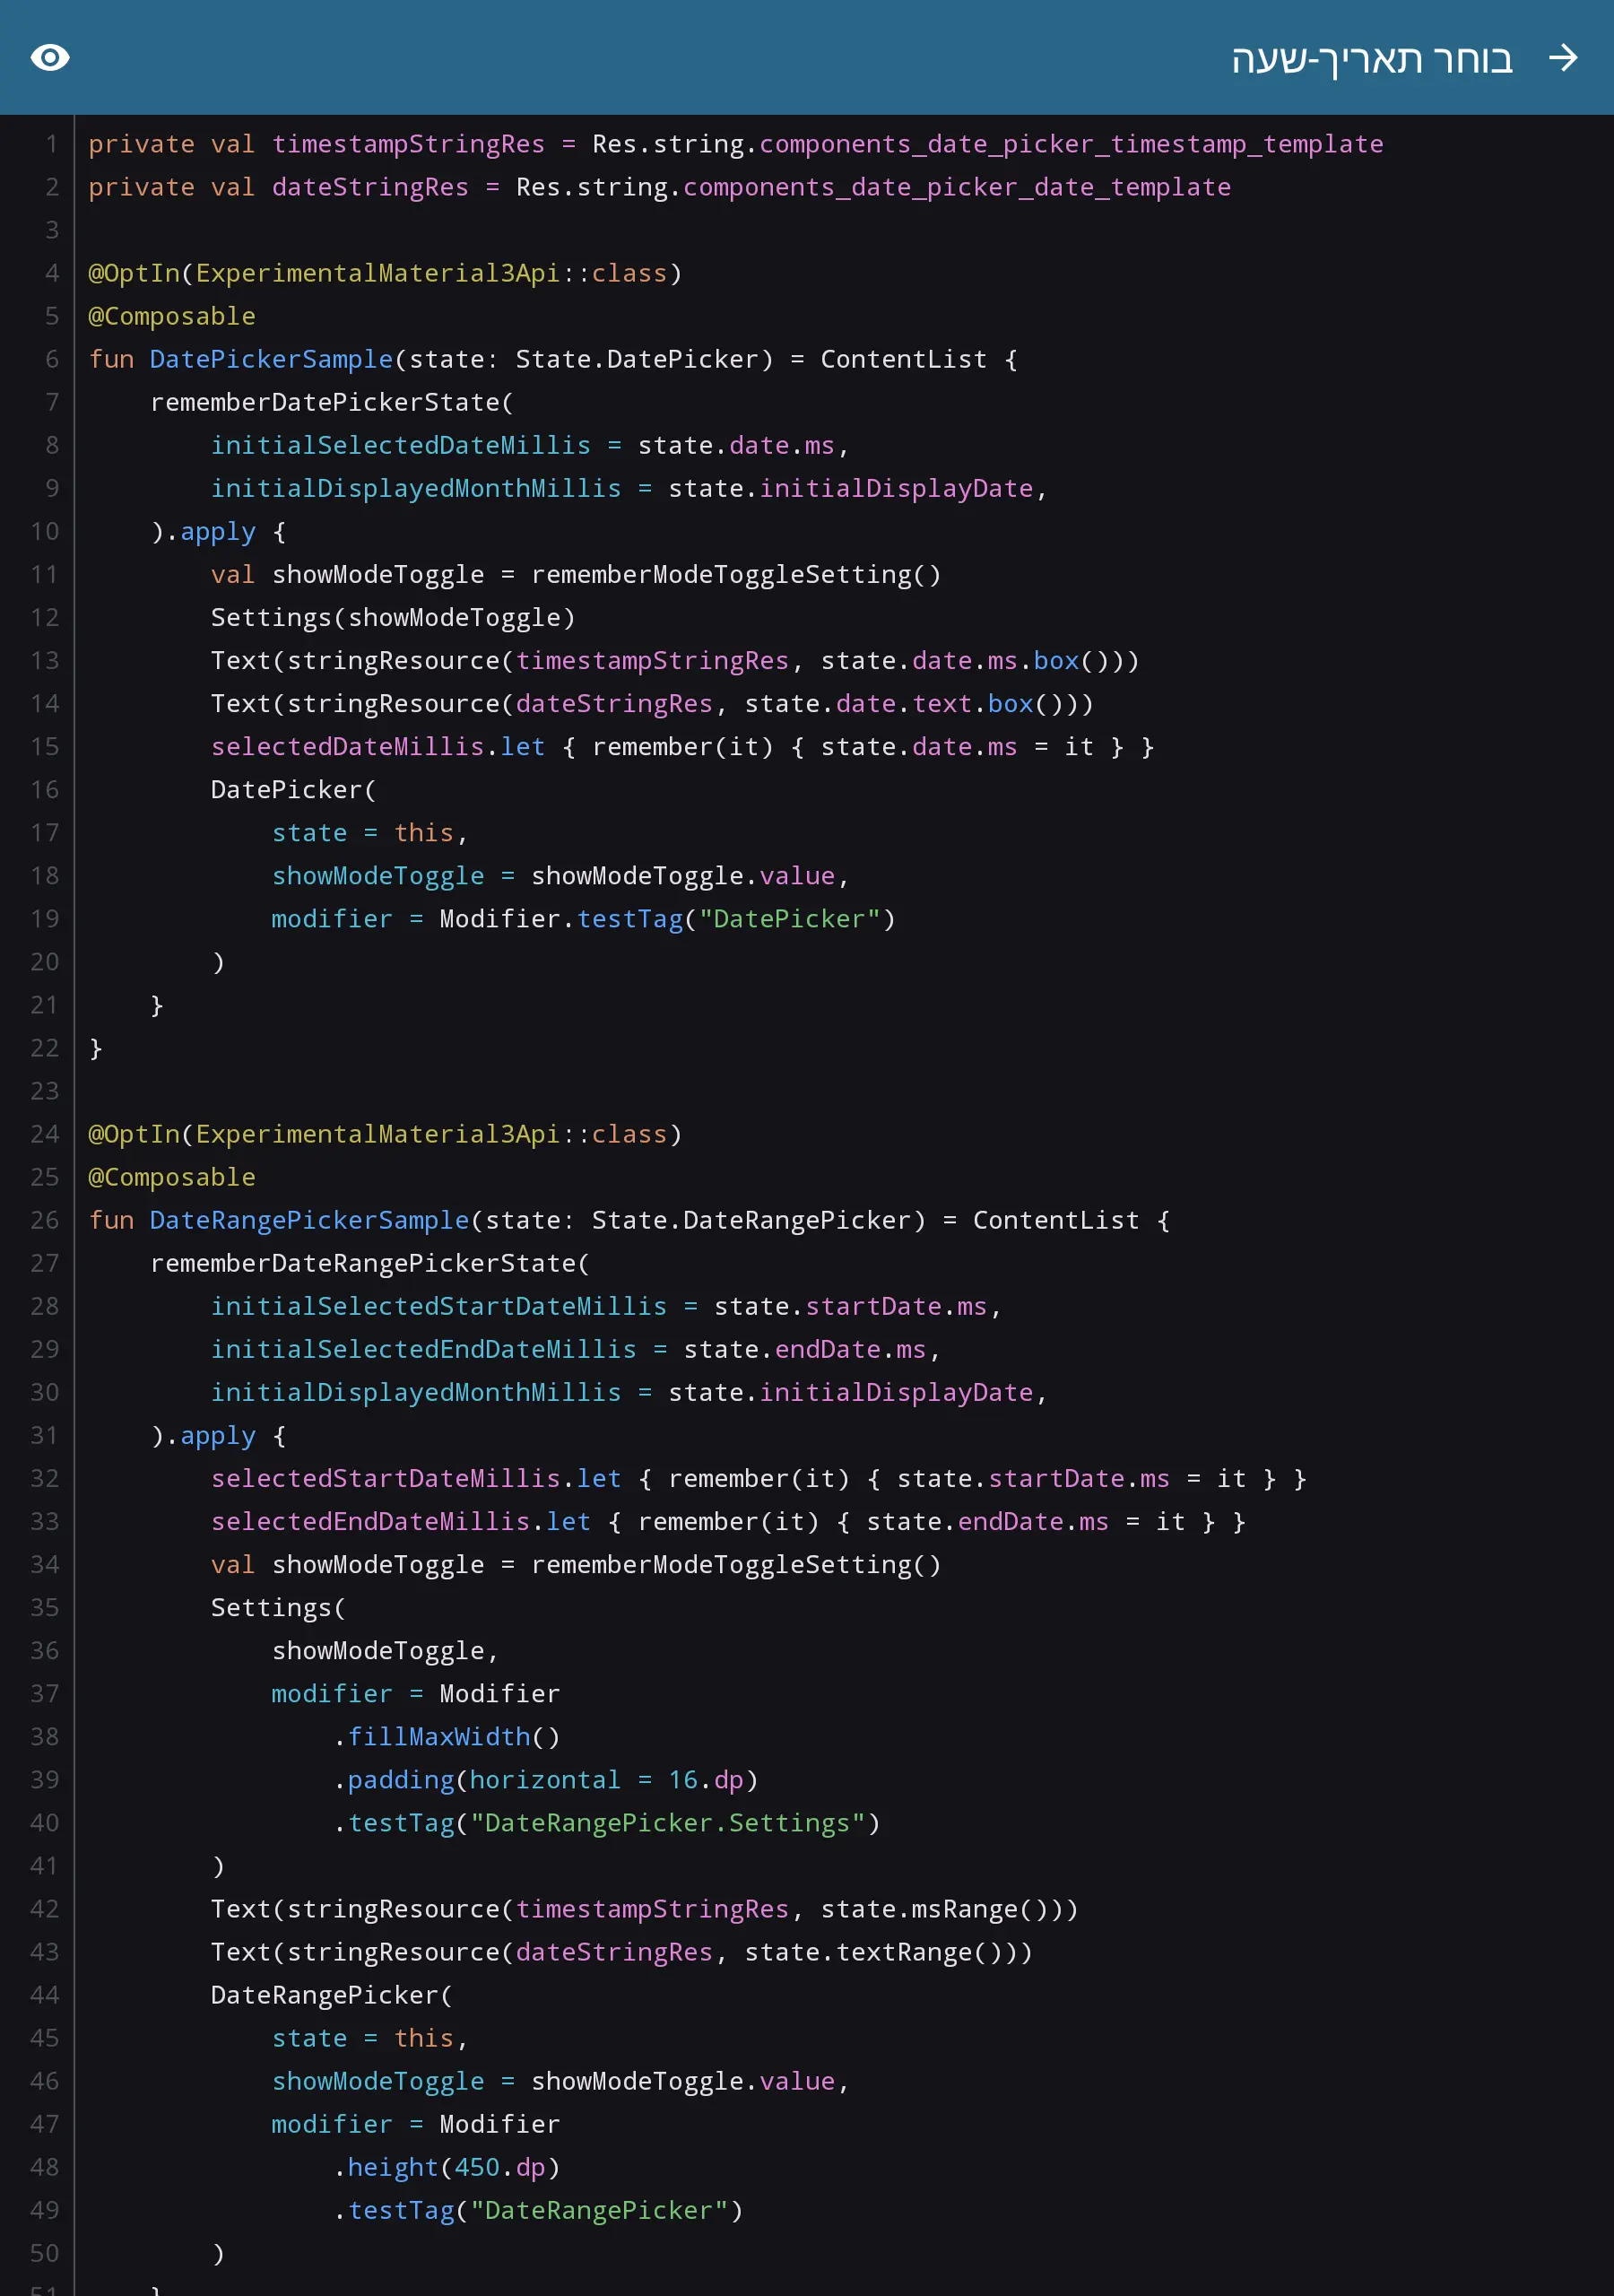 בוחר תאריך-שעה
1 private val timestampStringRes = Res.string.components_date_picker_timestamp_template
2 private val dateStringRes = Res.string.components_date_picker_date_template
3
4 @OptIn(ExperimentalMaterial3Api::class)
5 @Composable
6 fun DatePickerSample(state: State.DatePicker) = ContentList {
7     rememberDatePickerState(
8         initialSelectedDateMillis = state.date.ms,
9         initialDisplayedMonthMillis = state.initialDisplayDate,
10     ).apply {
11         val showModeToggle = rememberModeToggleSetting()
12         Settings(showModeToggle)
13         Text(stringResource(timestampStringRes, state.date.ms.box()))
14         Text(stringResource(dateStringRes, state.date.text.box()))
15         selectedDateMillis.let { remember(it) { state.date.ms = it } }
16         DatePicker(
17             state = this,
18             showModeToggle = showModeToggle.value,
19             modifier = Modifier.testTag("DatePicker")
20         )
21     }
22 }
23
24 @OptIn(ExperimentalMaterial3Api::class)
25 @Composable
26 fun DateRangePickerSample(state: State.DateRangePicker) = ContentList {
27     rememberDateRangePickerState(
28         initialSelectedStartDateMillis = state.startDate.ms,
29         initialSelectedEndDateMillis = state.endDate.ms,
30         initialDisplayedMonthMillis = state.initialDisplayDate,
31     ).apply {
32         selectedStartDateMillis.let { remember(it) { state.startDate.ms = it } }
33         selectedEndDateMillis.let { remember(it) { state.endDate.ms = it } }
34         val showModeToggle = rememberModeToggleSetting()
35         Settings(
36             showModeToggle,
37             modifier = Modifier
38                 .fillMaxWidth()
39                 .padding(horizontal = 16.dp)
40                 .testTag("DateRangePicker.Settings")
41         )
42         Text(stringResource(timestampStringRes, state.msRange()))
43         Text(stringResource(dateStringRes, state.textRange()))
44         DateRangePicker(
45             state = this,
46             showModeToggle = showModeToggle.value,
47             modifier = Modifier
48                 .height(450.dp)
49                 .testTag("DateRangePicker")
50         )
51     }